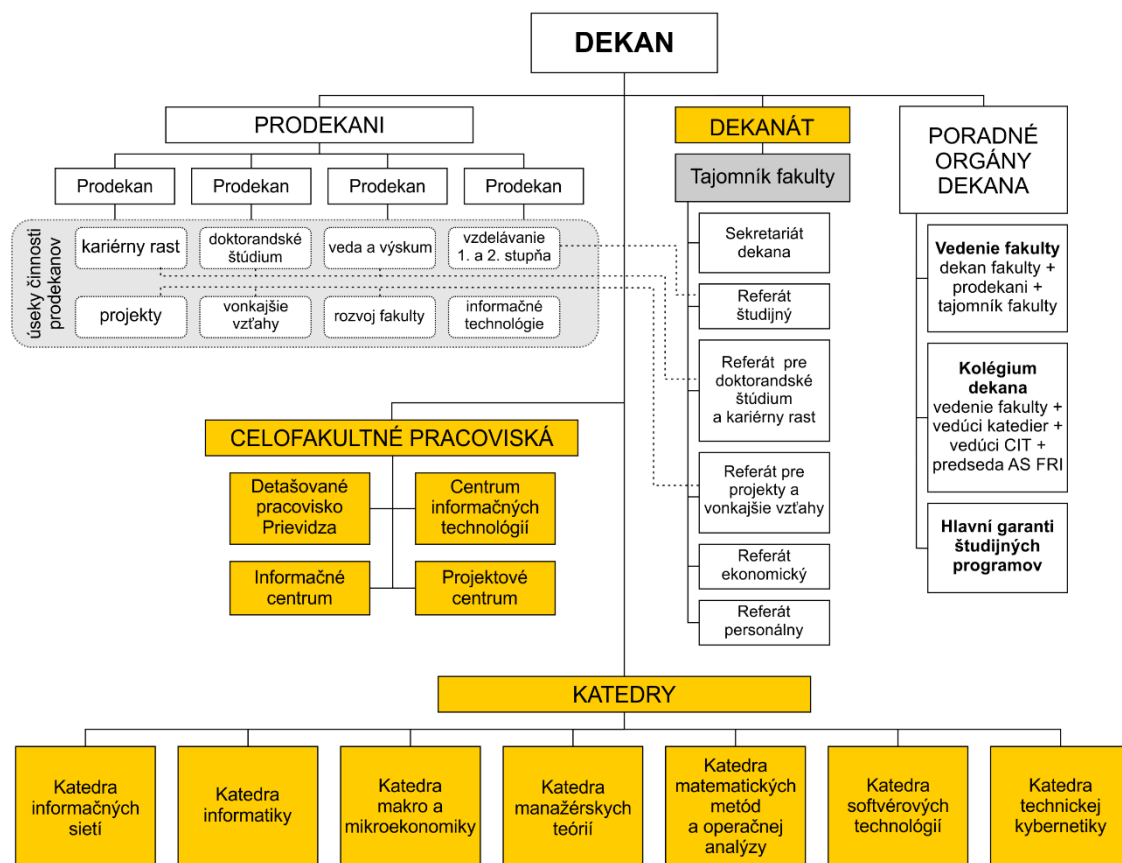 DEKAN
PRODEKANI
Prodekan
Prodekan
Prodekan
Prodekan
úseky činnosti
prodekanov
kariérny rast
doktorandské
štúdium
veda a výskum
vzdelávanie
1. a 2. stupňa
projekty
vonkajšie
vzťahy
rozvoj fakulty
informačné
technológie
DEKANÁT
Tajomník fakulty
Sekretariát
dekana
Referát
študijný
Referát pre
doktorandské
štúdium
a kariérny rast
Referát pre
projekty a
vonkajšie vzťahy
Referát
ekonomický
Referát
personálny
PORADNÉ
ORGÁNY
DEKANA
Vedenie fakulty
dekan fakulty +
prodekani +
tajomník fakulty
Kolégium
dekana
vedenie fakulty +
vedúci katedier +
vedúci CIT +
predseda AS FRI
Hlavní garanti
študijných
programov
CELOFAKULTNÉ PRACOVISKÁ
Detašované
pracovisko
Prievidza
Centrum
informačných
technológií
Informačné
centrum
Projektové
centrum
KATEDRY
Katedra
informačných
sietí
Katedra
informatiky
Katedra
makro a
mikroekonomiky
Katedra
manažérskych
teórií
Katedra
matematických
metód
a operačnej
analýzy
Katedra
softvérových
technológií
Katedra
technickej
kybernetiky